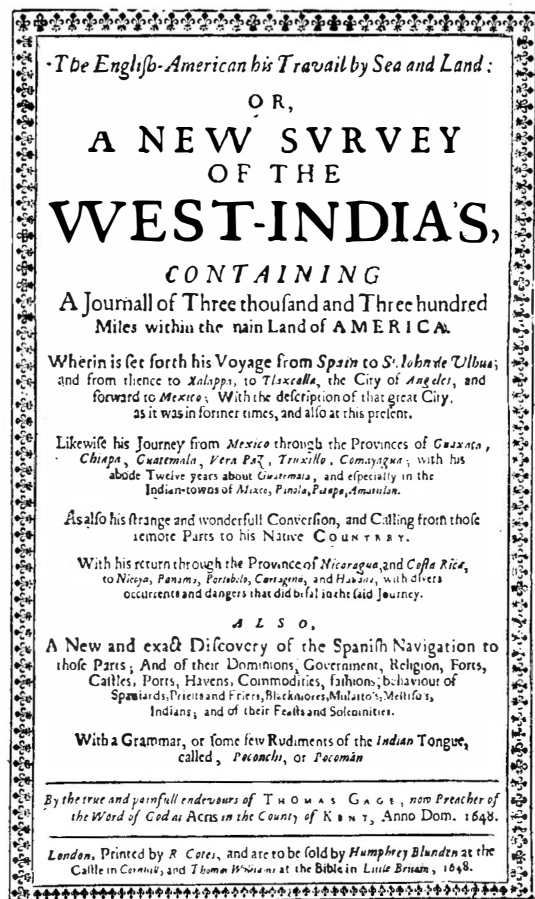 The Engliſh-American his Travail by Sea and Land:
OR,
A NEW SVRVEY
OF THE
WEST-INDIA'S,
CONTAINING
A Journall of Three thouſand and Three hundred
Miles within the main Land of AMERICA.
Wherin is ſet forth his Voyage from Spain to St. Iohn de Ulhua;
and from thence to Xalappa, to Tlaxcalla, the City of Angeles, and
forward to Mexico; With the deſcription of that great City,
as it was in former times, and alſo at this preſent.
Likewiſe his Journey from Mexico through the Provinces of Guaxaca,
Chiapa, Guatemala, Vera Paz, Truxillo, Comayagua; with his
abode Twelve years about Guatemala, and eſpecially in the
Indian-towns of Mixco, Pinola, Petapa, Amatitlan.
As alſo his ſtrange and wonderfull Converſion, and Calling from thoſe
remote Parts to his Native COUNTREY.
With his return through the Province of Nicaragua, and Coſta Rica,
to Nicoya, Panama, Portobelo, Cartagena, and Havana, with divers
occurrents and dangers that did befal in the ſaid Journey.
ALSO,
A New and exact Diſcovery of the Spaniſh Navigation to
thoſe Parts; And of their Dominions, Government, Religion, Forts,
Caſtles, Ports, Havens, Commodities, faſhions, behaviour of
Spaniards, Prieſts and Friers, Blackmores, Mulatto's, Meſtiſo's,
Indians; and of their Feaſts and Solemnities.
With a Grammar, or ſome few Rudiments of the Indian Tongue,
called, Poconchi, or Pocoman
By the true and painfull endevours of THOMAS GAGE, now Preacher of
the Word of God at Acris in the County of KENT, Anno Dom. 1648.
London, Printed by R. Cotes, and are to be ſold by Humphrey Blunden at the
Caſtle in Cornhill, and Thomas Williams at the Bible in Little Britain, 1648.